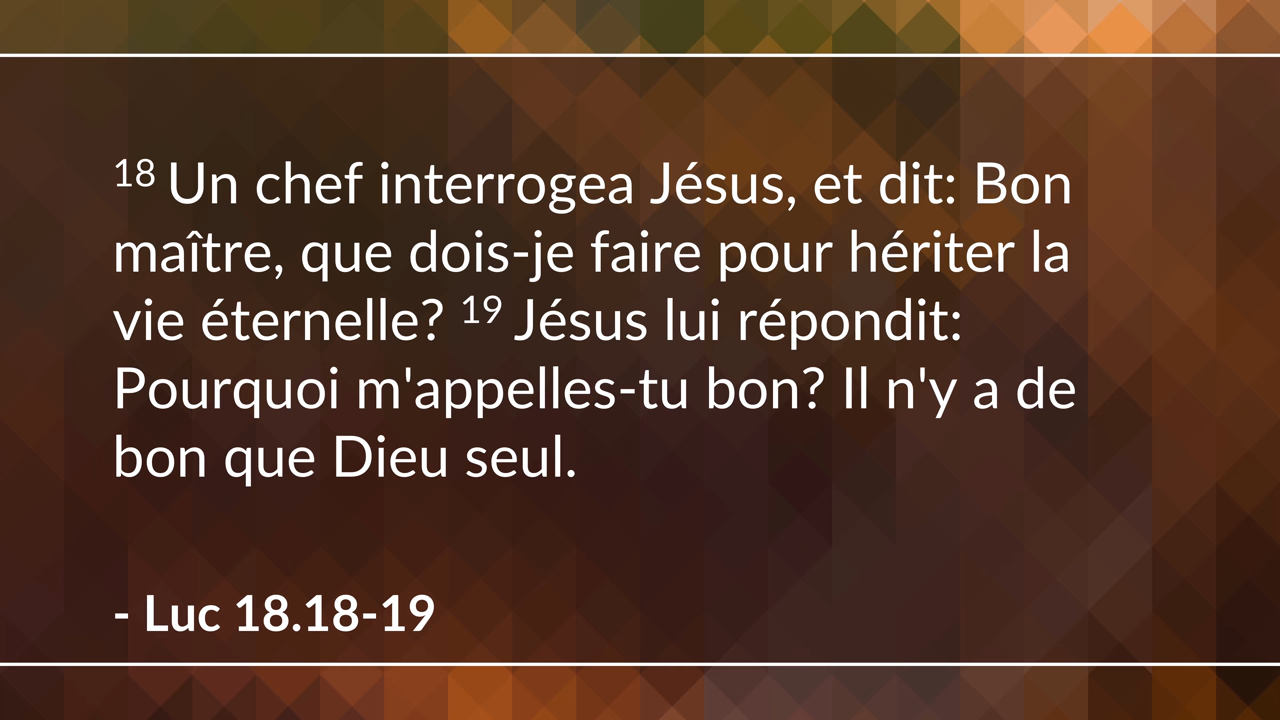 18 Un chef interrogea Jésus, et dit: Bon
maître, que dois-je faire pour hériter la
vie éternelle? 19 Jésus lui répondit:
Pourquoi m'appelles-tu bon? Il n'y a de
bon que Dieu seul.
- Luc 18.18-19